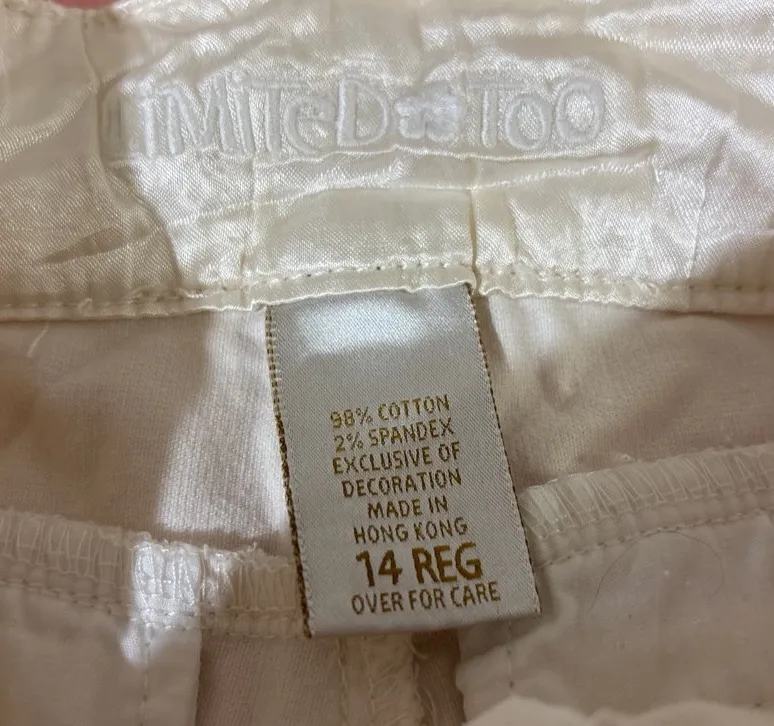 LiMiTeD TOO
98% COTTON
2% SPANDEX
EXCLUSIVE OF
DECORATION
MADE IN
HONG KONG
14 REG
OVER FOR CARE